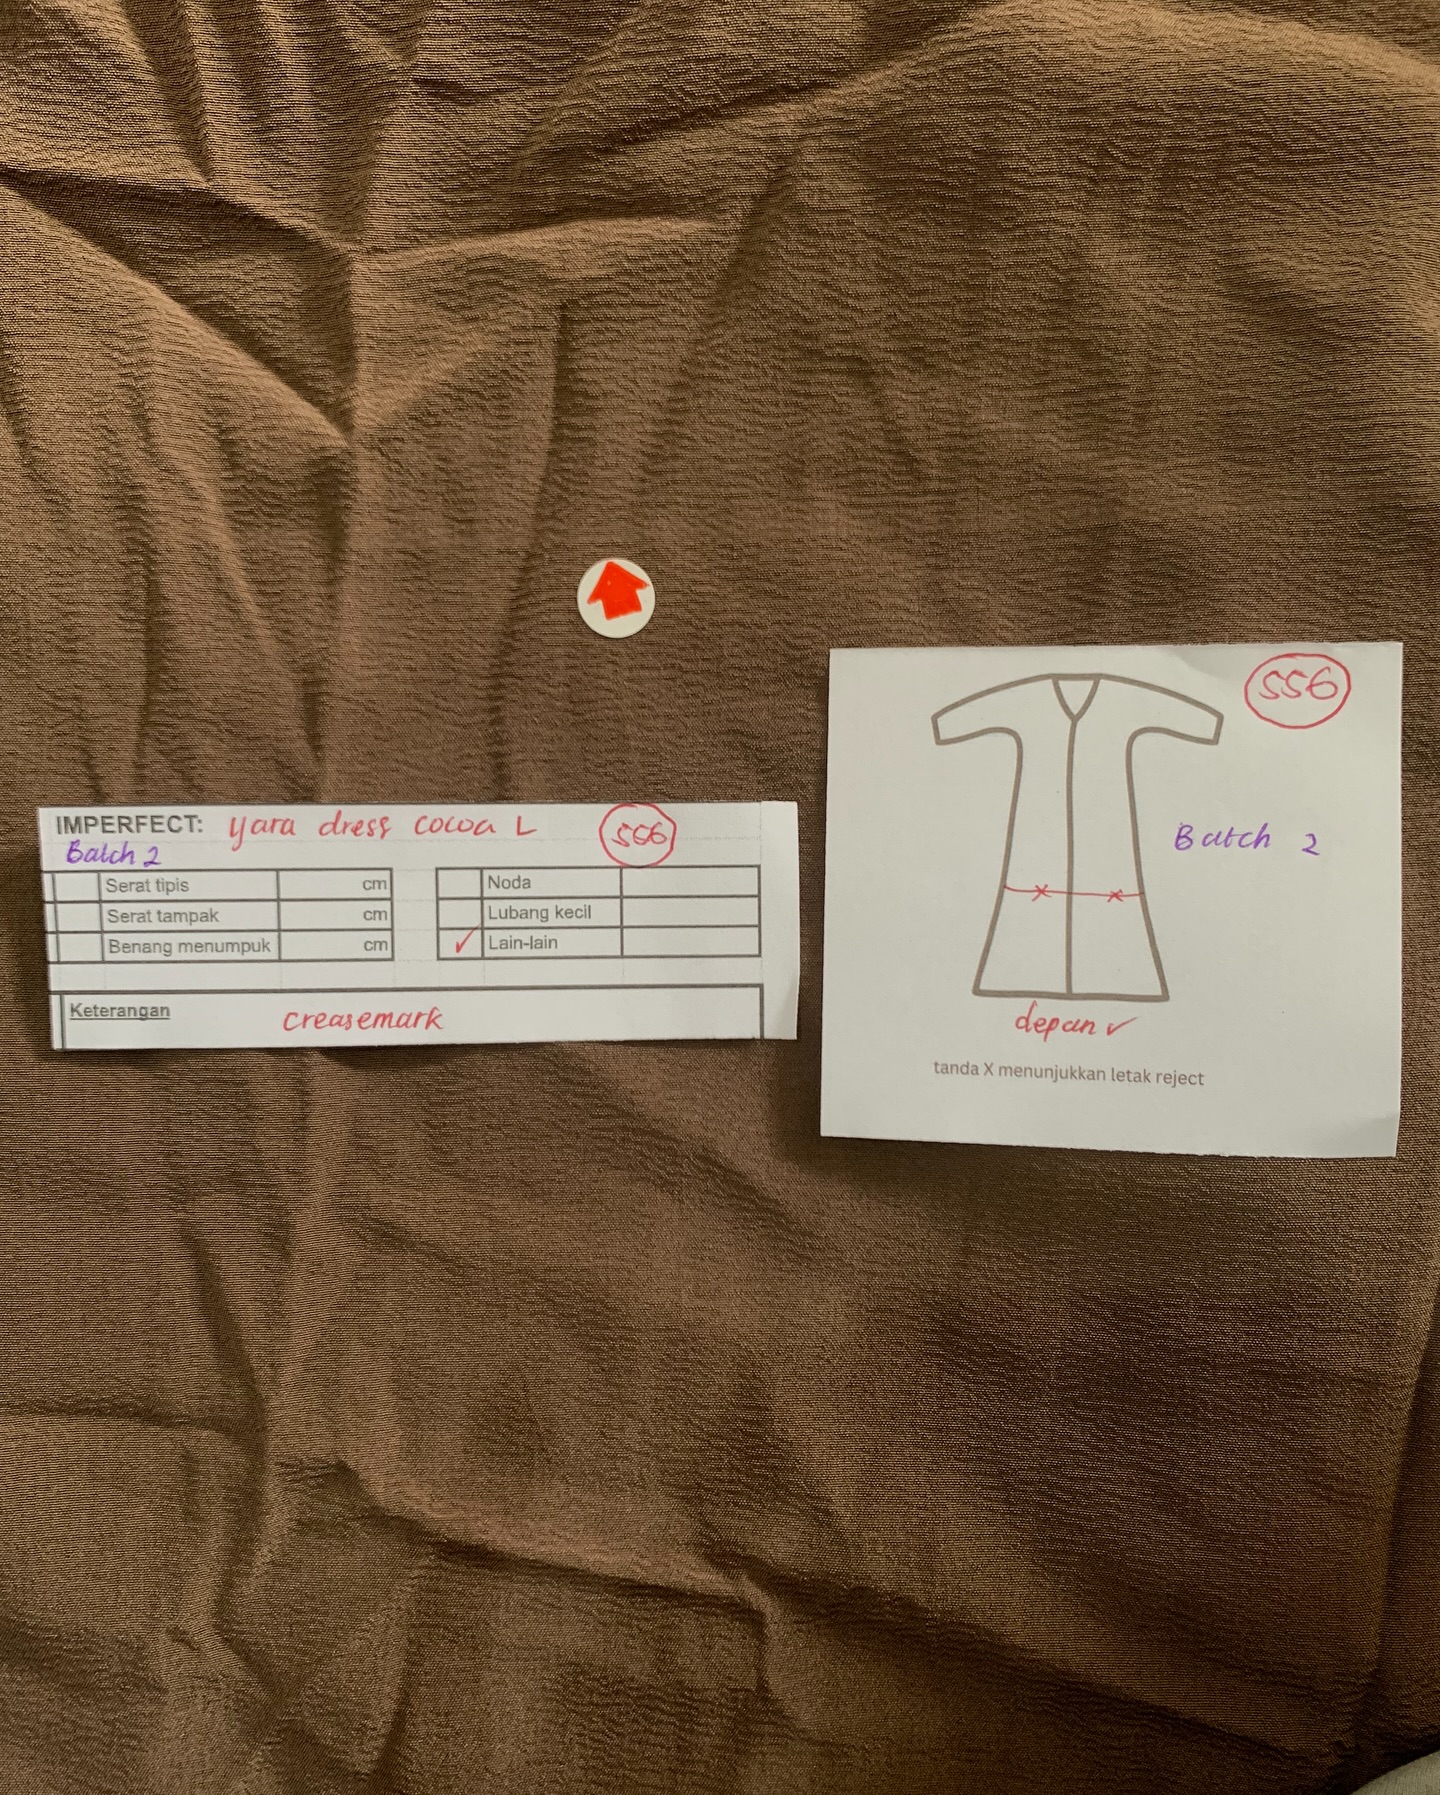 IMPERFECT: yara dress cocoa L 556
Batch 2
Serat tipis cm
Serat tampak cm
Benang menumpuk cm
Noda
Lubang kecil
✓ Lain-lain
Keterangan
creasemark
556
Batch 2
depan ✓
tanda X menunjukkan letak reject